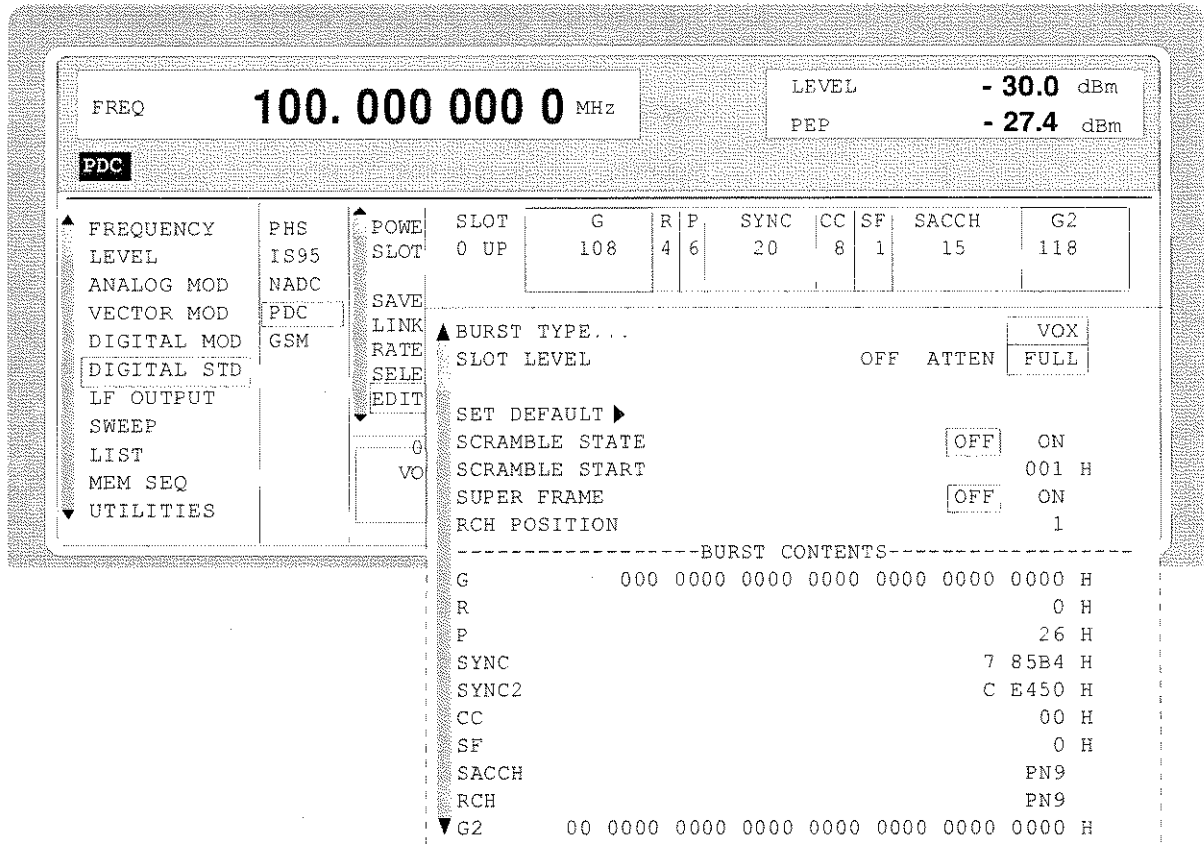 FREQ 100. 000 000 0 MHz
LEVEL - 30.0 dBm
PEP - 27.4 dBm
PDC
FREQUENCY
LEVEL
ANALOG MOD
VECTOR MOD
DIGITAL MOD
DIGITAL STD
LF OUTPUT
SWEEP
LIST
MEM SEQ
UTILITIES
PHS
IS95
NADC
PDC
GSM
POWE
SLOT
SAVE
LINK
RATE
SELE
EDIT
0
VO
SLOT G R P SYNC CC SF SACCH G2
0 UP 108 4 6 20 8 1 15 118
BURST TYPE... VOX
SLOT LEVEL OFF ATTEN FULL
SET DEFAULT
SCRAMBLE STATE OFF ON
SCRAMBLE START 001 H
SUPER FRAME OFF ON
RCH POSITION 1
-------------------BURST CONTENTS-------------------
G 000 0000 0000 0000 0000 0000 0000 H
R 0 H
P 26 H
SYNC 7 85B4 H
SYNC2 C E450 H
CC 00 H
SF 0 H
SACCH PN9
RCH PN9
G2 00 0000 0000 0000 0000 0000 0000 0000 H